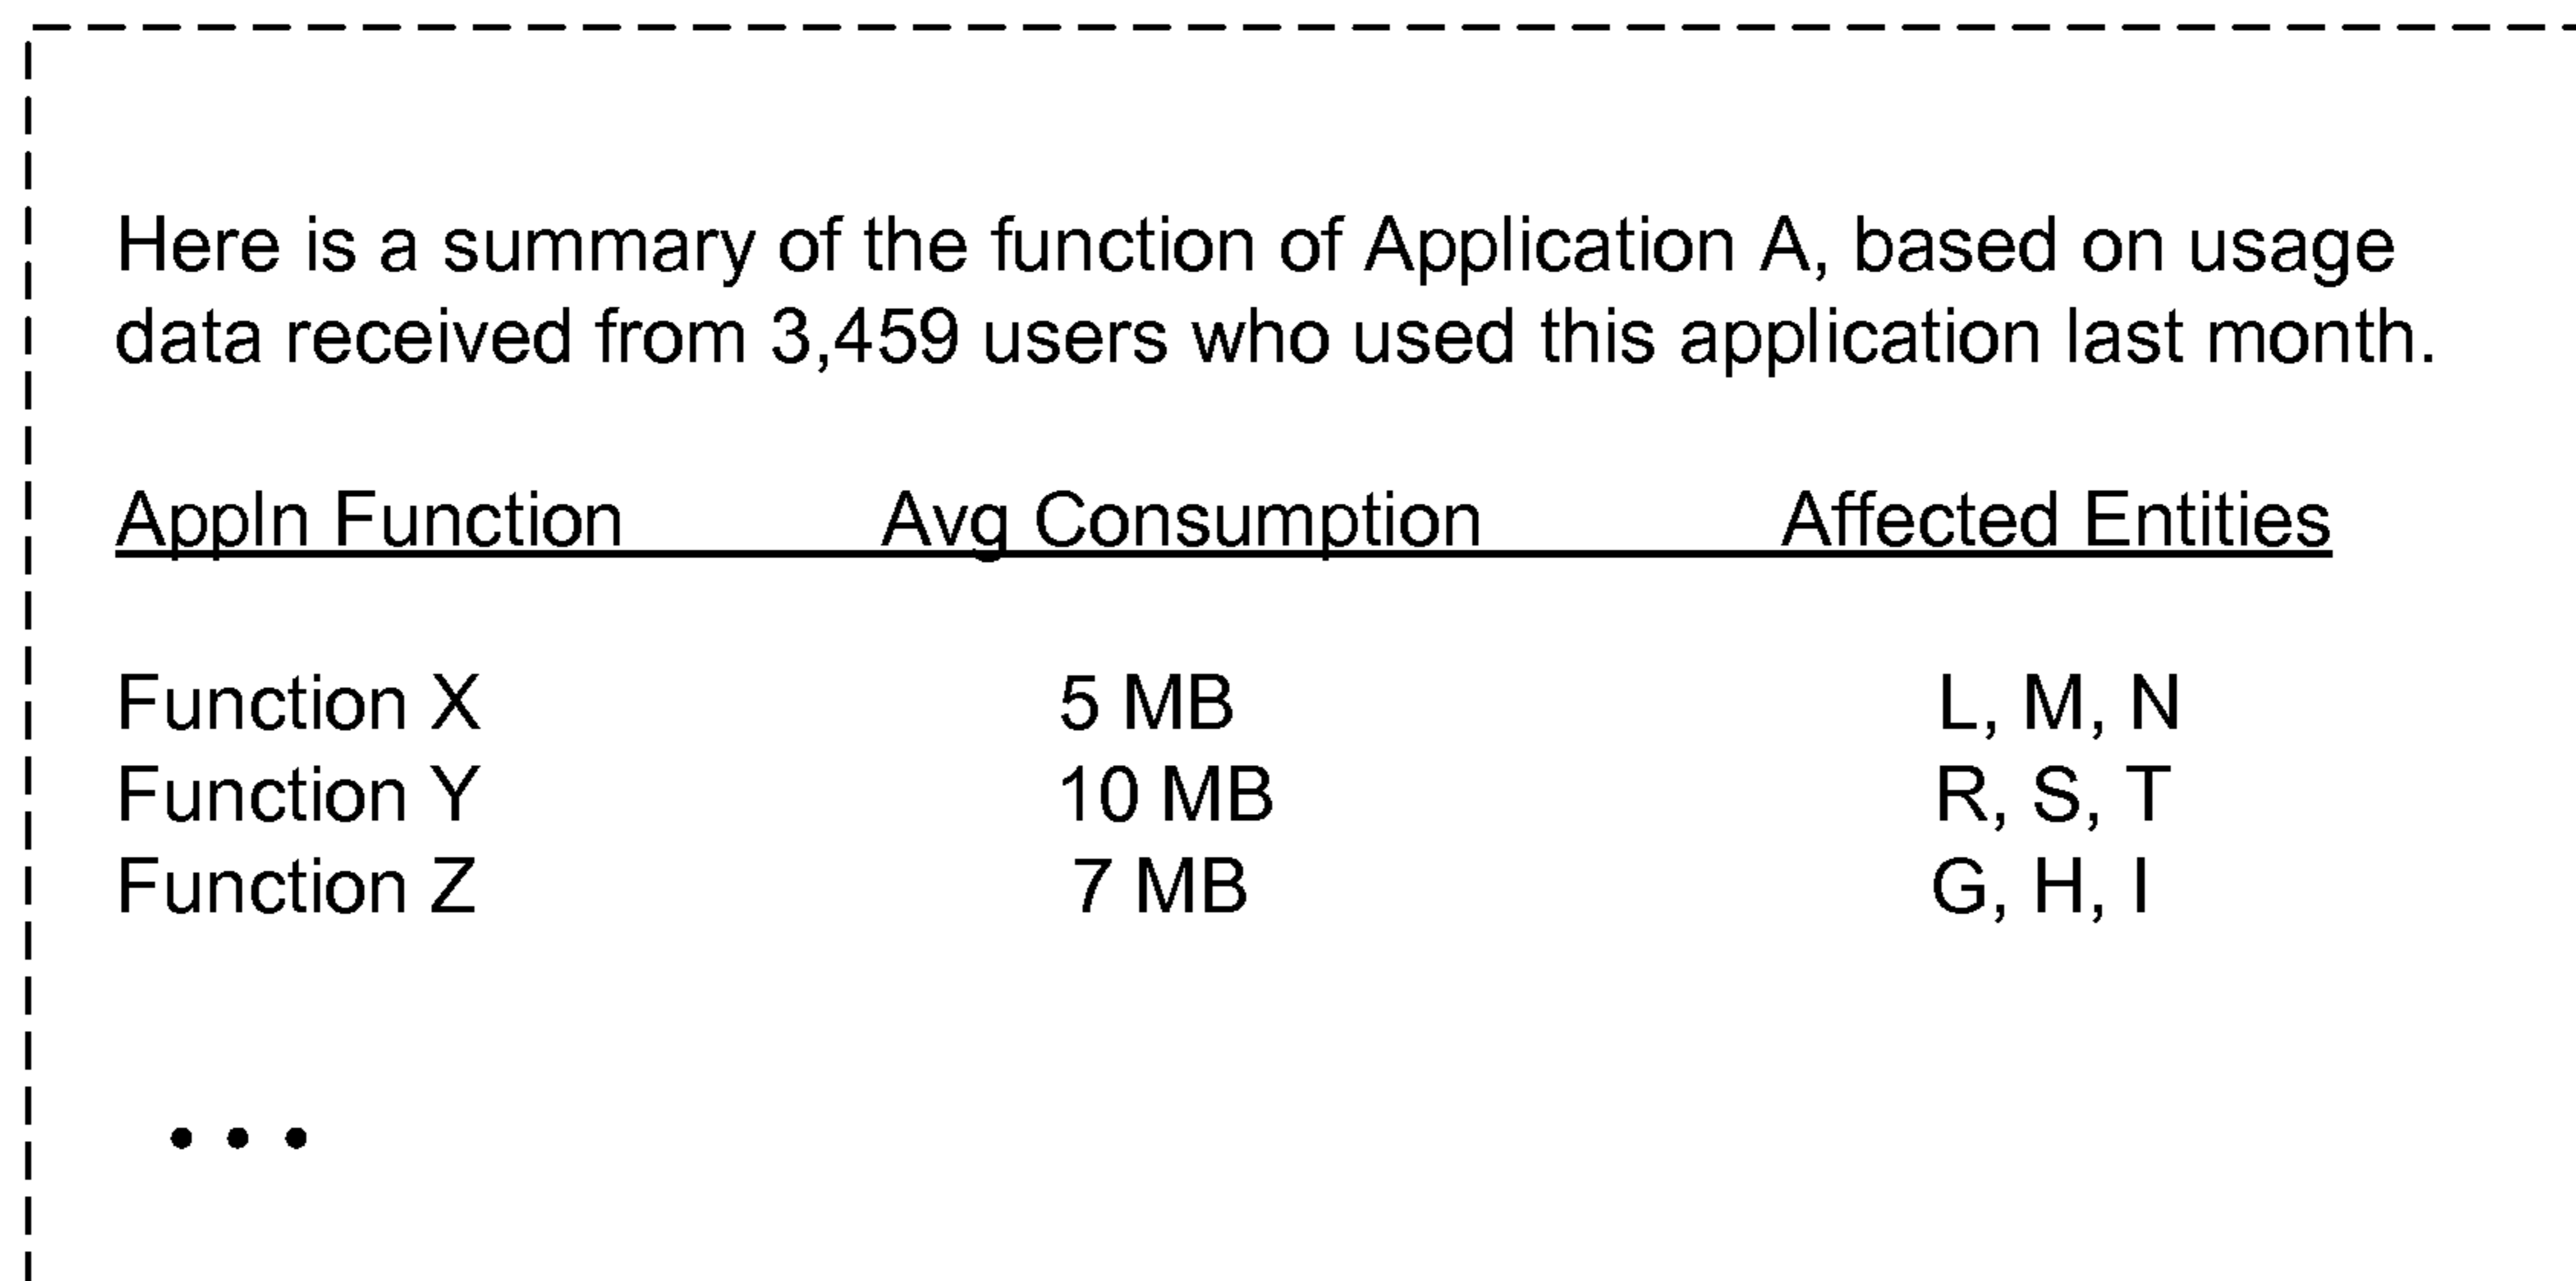 Here is a summary of the function of Application A, based on usage
data received from 3,459 users who used this application last month.
Appln Function Avg Consumption Affected Entities
Function X 5 MB L, M, N
Function Y 10 MB R, S, T
Function Z 7 MB G, H, I
• • •